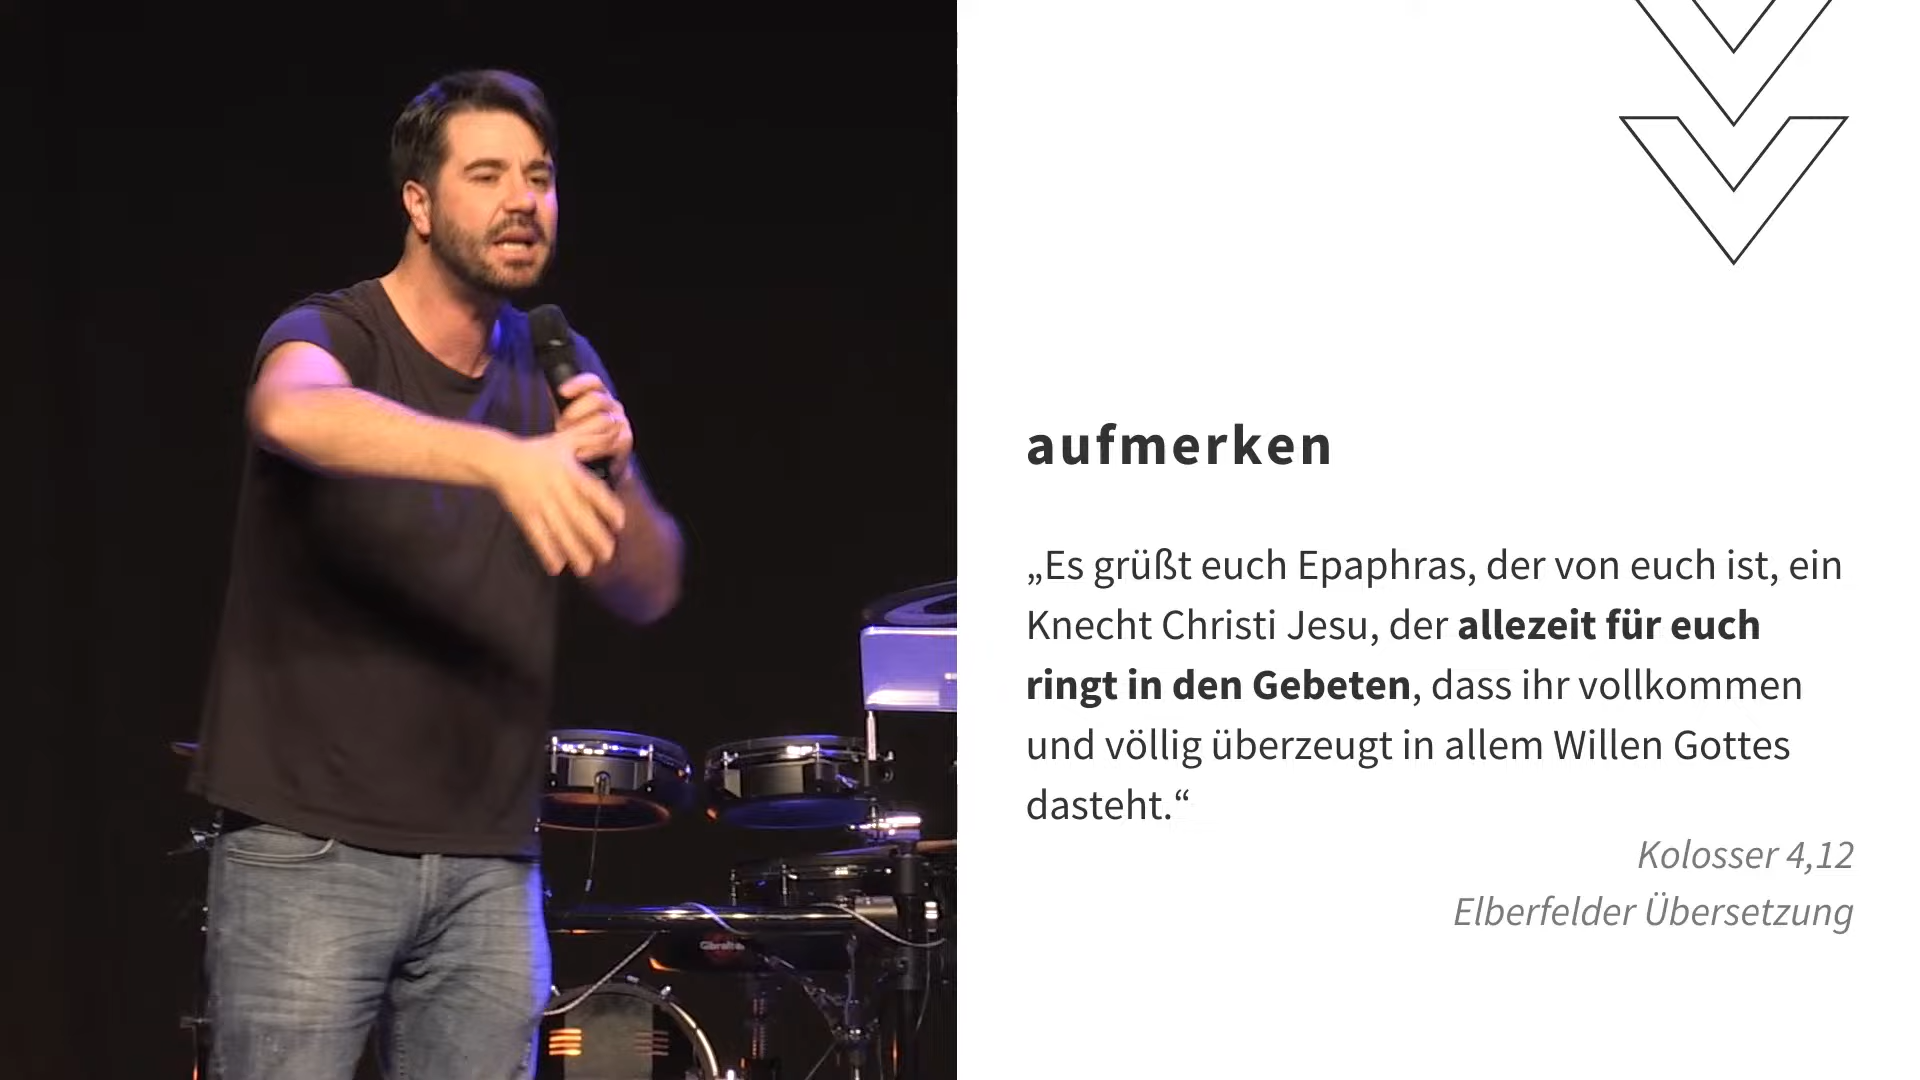 aufmerken
„Es grüßt euch Epaphras, der von euch ist, ein
Knecht Christi Jesu, der allezeit für euch
ringt in den Gebeten, dass ihr vollkommen
und völlig überzeugt in allem Willen Gottes
dasteht.“
Kolosser 4,12
Elberfelder Übersetzung
Gibraltar